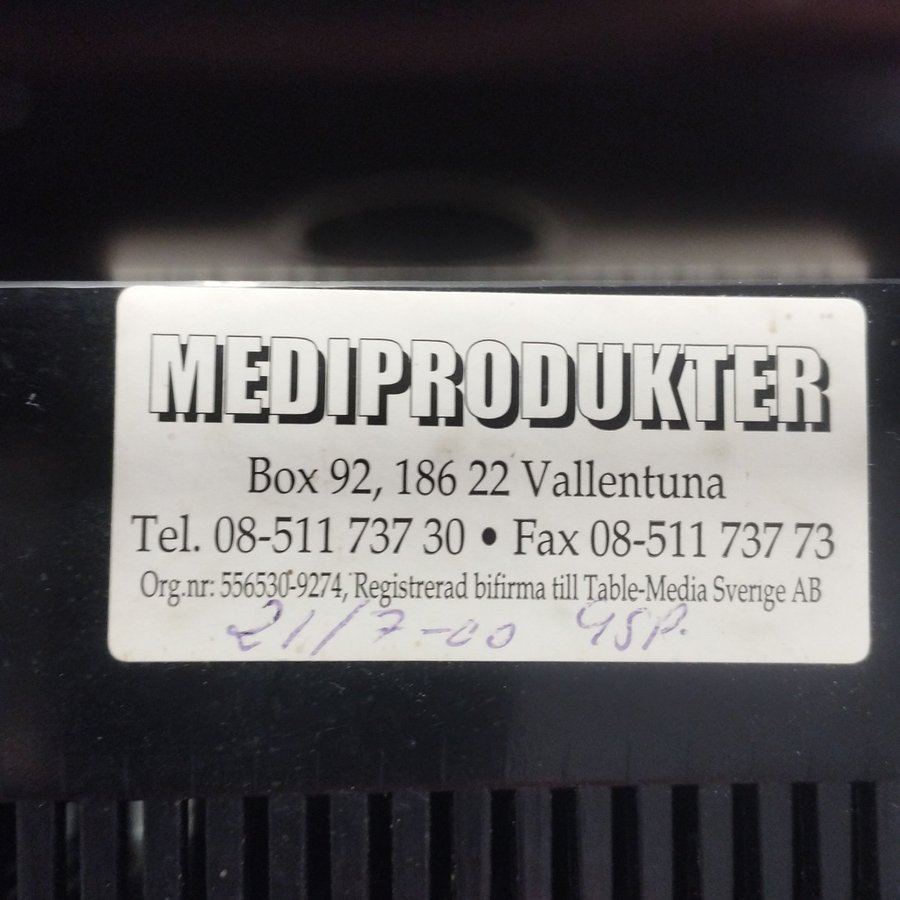 MEDIPRODUKTER
Box 92, 186 22 Vallentuna
Tel. 08-511 737 30 • Fax 08-511 737 73
Org.nr: 556530-9274, Registrerad bifirma till Table-Media Sverige AB
21/7-00